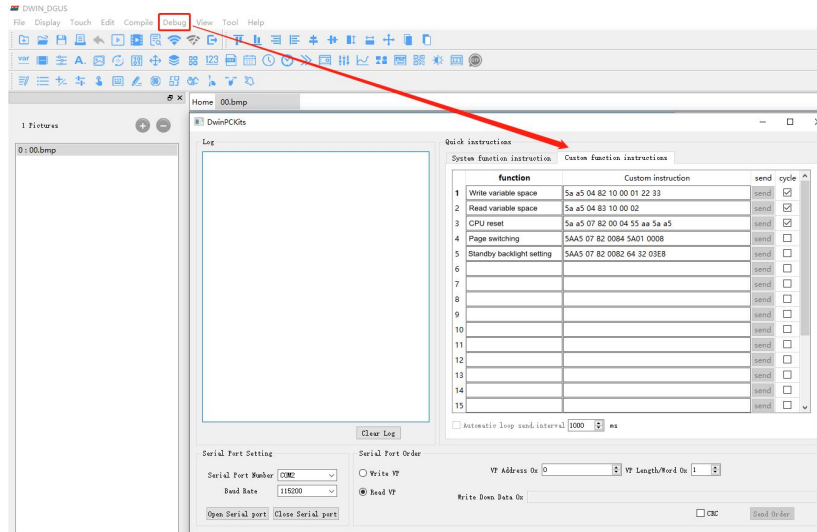 DWIN_DGUS
File Display Touch Edit Compile Debug View Tool Help
Home 00.bmp
1 Pictures
0 : 00.bmp
DwinPCKits
Log
Quick instructions
System function instruction Custom function instructions
function Custom instruction send cycle
1 Write variable space 5a a5 04 82 10 00 01 22 33 send
2 Read variable space 5a a5 04 83 10 00 02 send
3 CPU reset 5a a5 07 82 00 04 55 aa 5a a5 send
4 Page switching 5AA5 07 82 0084 5A01 0008 send
5 Standby backlight setting 5AA5 07 82 0082 64 32 03E8 send
6 send
7 send
8 send
9 send
10 send
11 send
12 send
13 send
14 send
15 send
Automatic loop send.interval 1000 ms
Clear Log
Serial Port Setting
Serial Port Number COM2
Baud Rate 115200
Open Serial port Close Serial port
Serial Port Order
Write VP
Read VP
VP Address 0x 0 VP Length/Word 0x 1
Write Down Data 0x
CRC Send Order